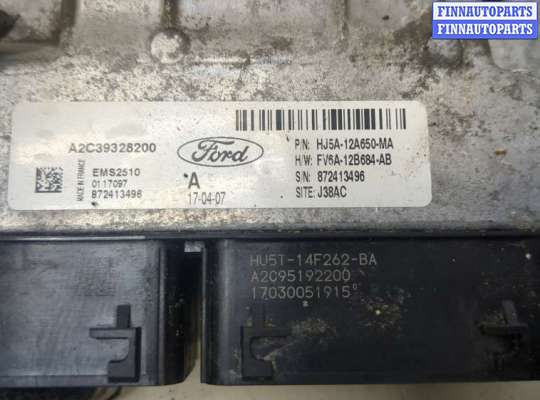 FINNAUTOPARTS
FINNAUTOPARTS
FINNAUTOPARTS
A2C39328200
EMS2510
0117097
872413496
MADE IN FRANCE
Ford
A
17-04-07
P/N: HJ5A-12A650-MA
H/W: FV6A-12B684-AB
S/N: 872413496
SITE: J38AC
HU5T-14F262-BA
A2C95192200
17030051915